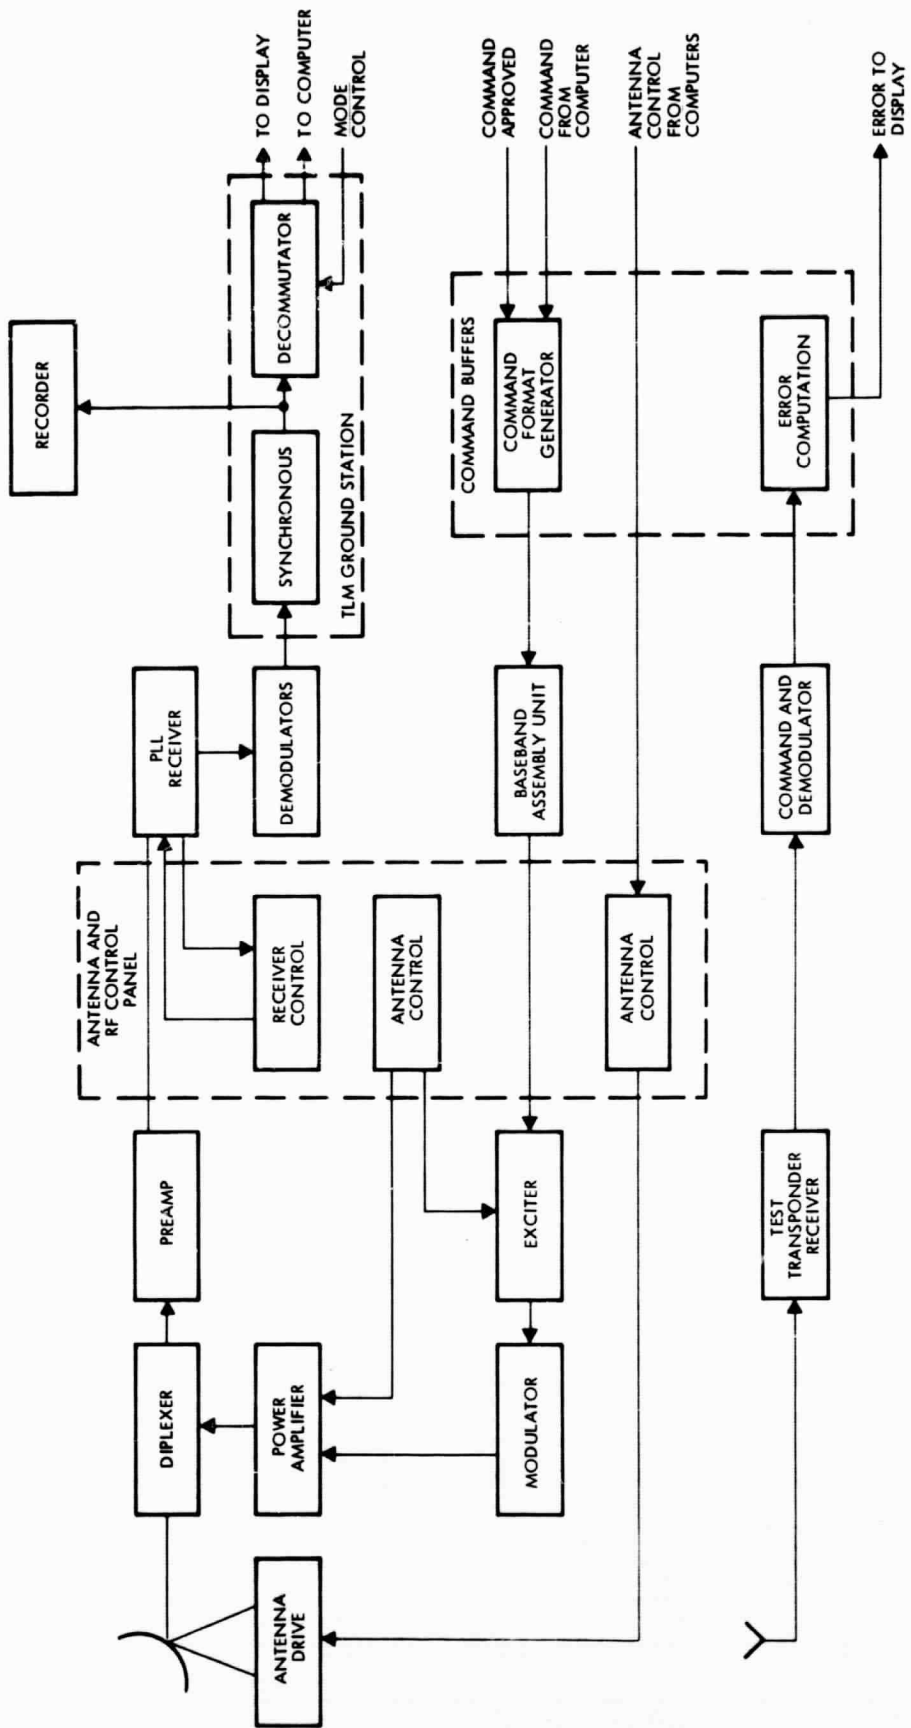 RECORDER
TO DISPLAY
TO COMPUTER
MODE
CONTROL
DECOMMUTATOR
SYNCHRONOUS
TLM GROUND STATION
PLL
RECEIVER
DEMODULATORS
ANTENNA AND
RF CONTROL
PANEL
RECEIVER
CONTROL
ANTENNA
CONTROL
ANTENNA
CONTROL
PREAMP
DIPLEXER
POWER
AMPLIFIER
EXCITER
MODULATOR
ANTENNA
DRIVE
COMMAND
APPROVED
COMMAND
FROM
COMPUTER
ANTENNA
CONTROL
FROM
COMPUTERS
COMMAND BUFFERS
COMMAND
FORMAT
GENERATOR
BASEBAND
ASSEMBLY UNIT
ERROR
COMPUTATION
ERROR TO
DISPLAY
COMMAND AND
DEMODULATOR
TEST
TRANSPONDER
RECEIVER